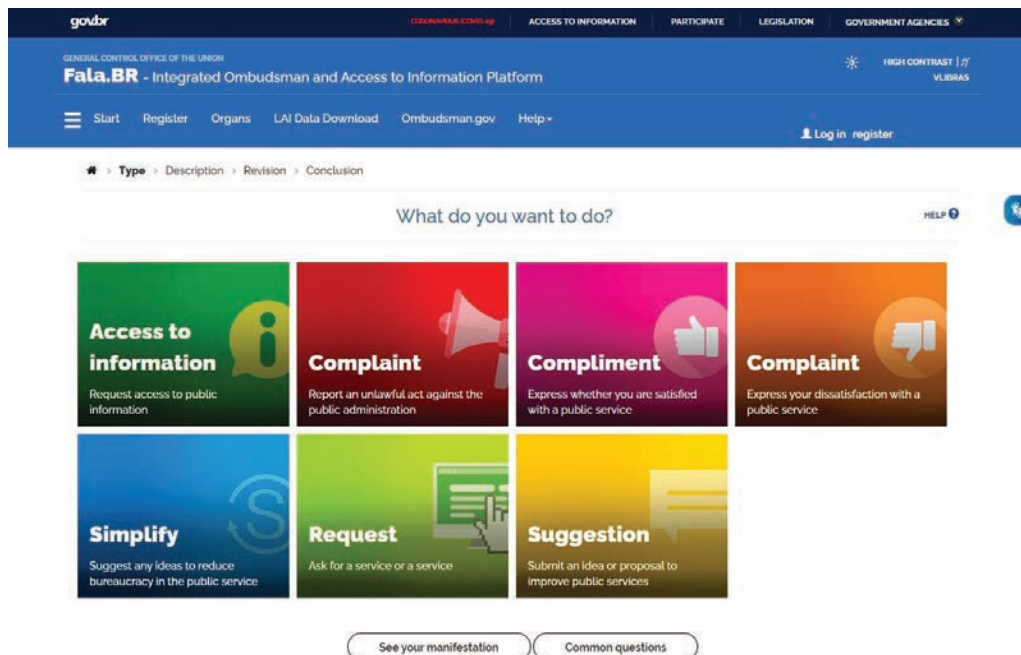 govbr
CORONAVIRUS (COVID-19) ACCESS TO INFORMATION PARTICIPATE LEGISLATION GOVERNMENT AGENCIES
GENERAL CONTROL OFFICE OF THE UNION
Fala.BR - Integrated Ombudsman and Access to Information Platform
HIGH CONTRAST |
VLIBRAS
Start Register Organs LAI Data Download Ombudsman.gov Help
Log in register
> Type > Description > Revision > Conclusion
What do you want to do?
HELP ?
Access to
information
Request access to public
information
Complaint
Report an unlawful act against the
public administration
Compliment
Express whether you are satisfied
with a public service
Complaint
Express your dissatisfaction with a
public service
Simplify
Suggest any ideas to reduce
bureaucracy in the public service
Request
Ask for a service or a service
Suggestion
Submit an idea or proposal to
improve public services
See your manifestation
Common questions